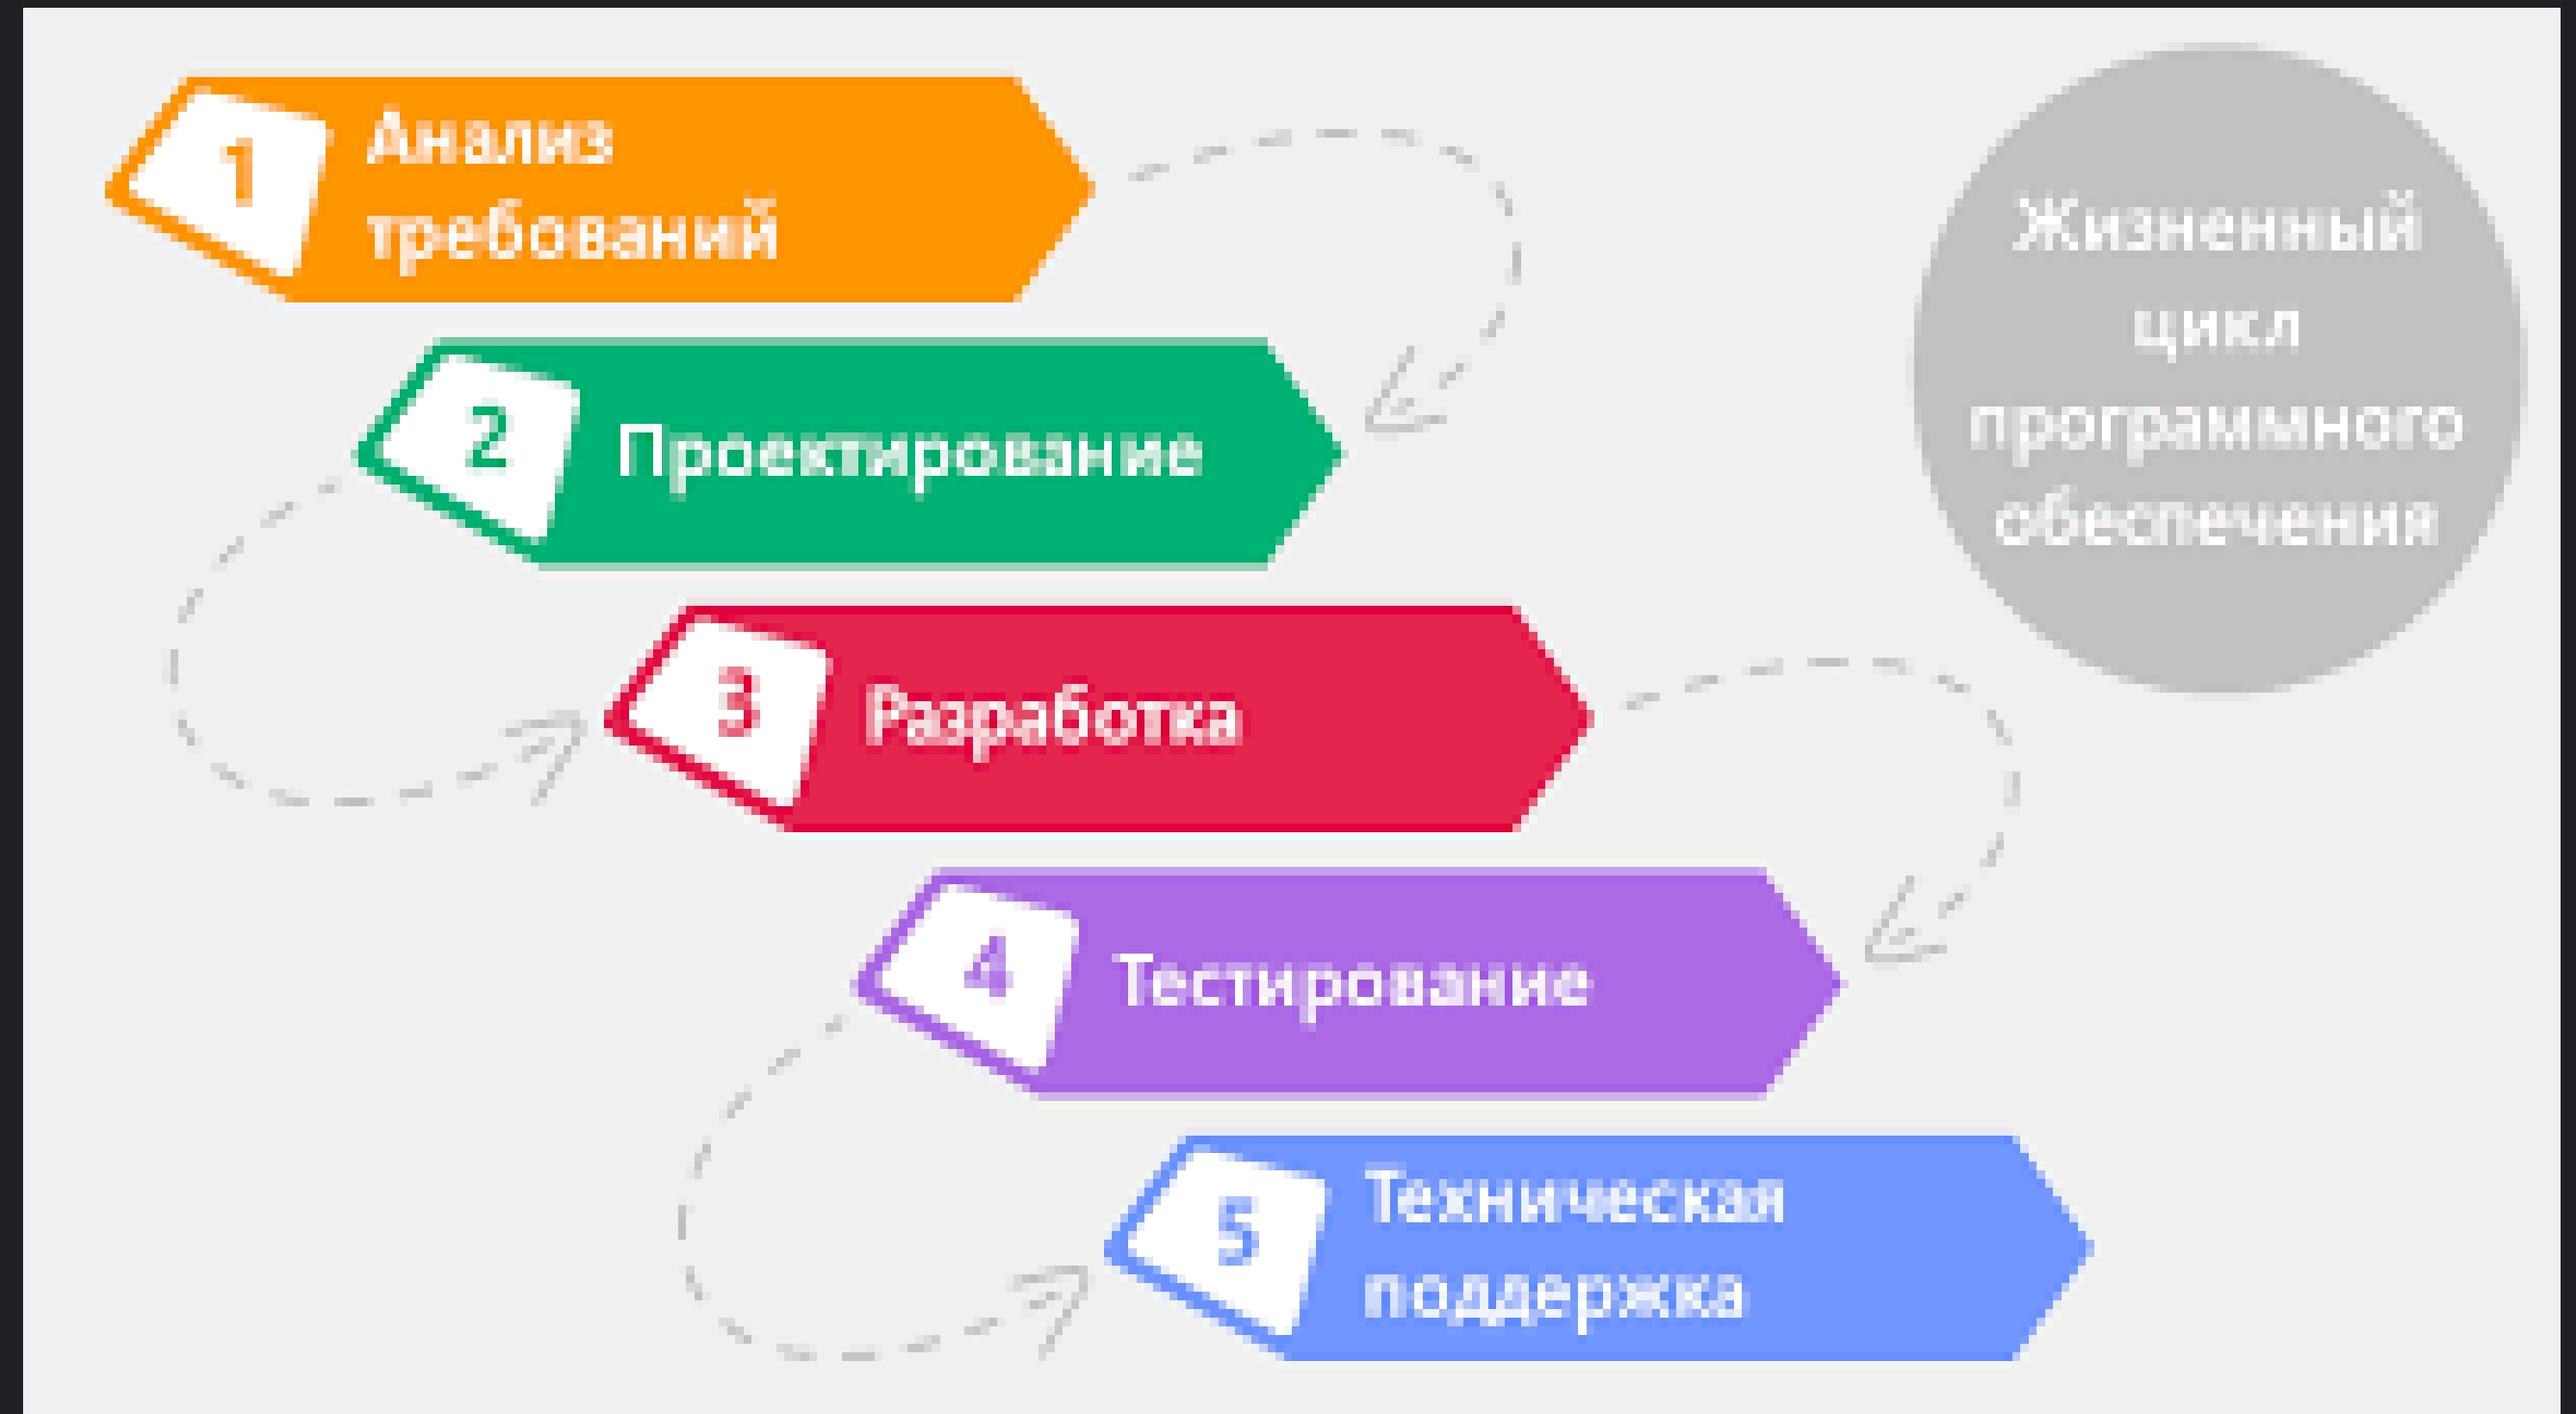 1
Анализ
требований
2
Проектирование
3
Разработка
4
Тестирование
5
Техническая
поддержка
Жизненный
цикл
программного
обеспечения